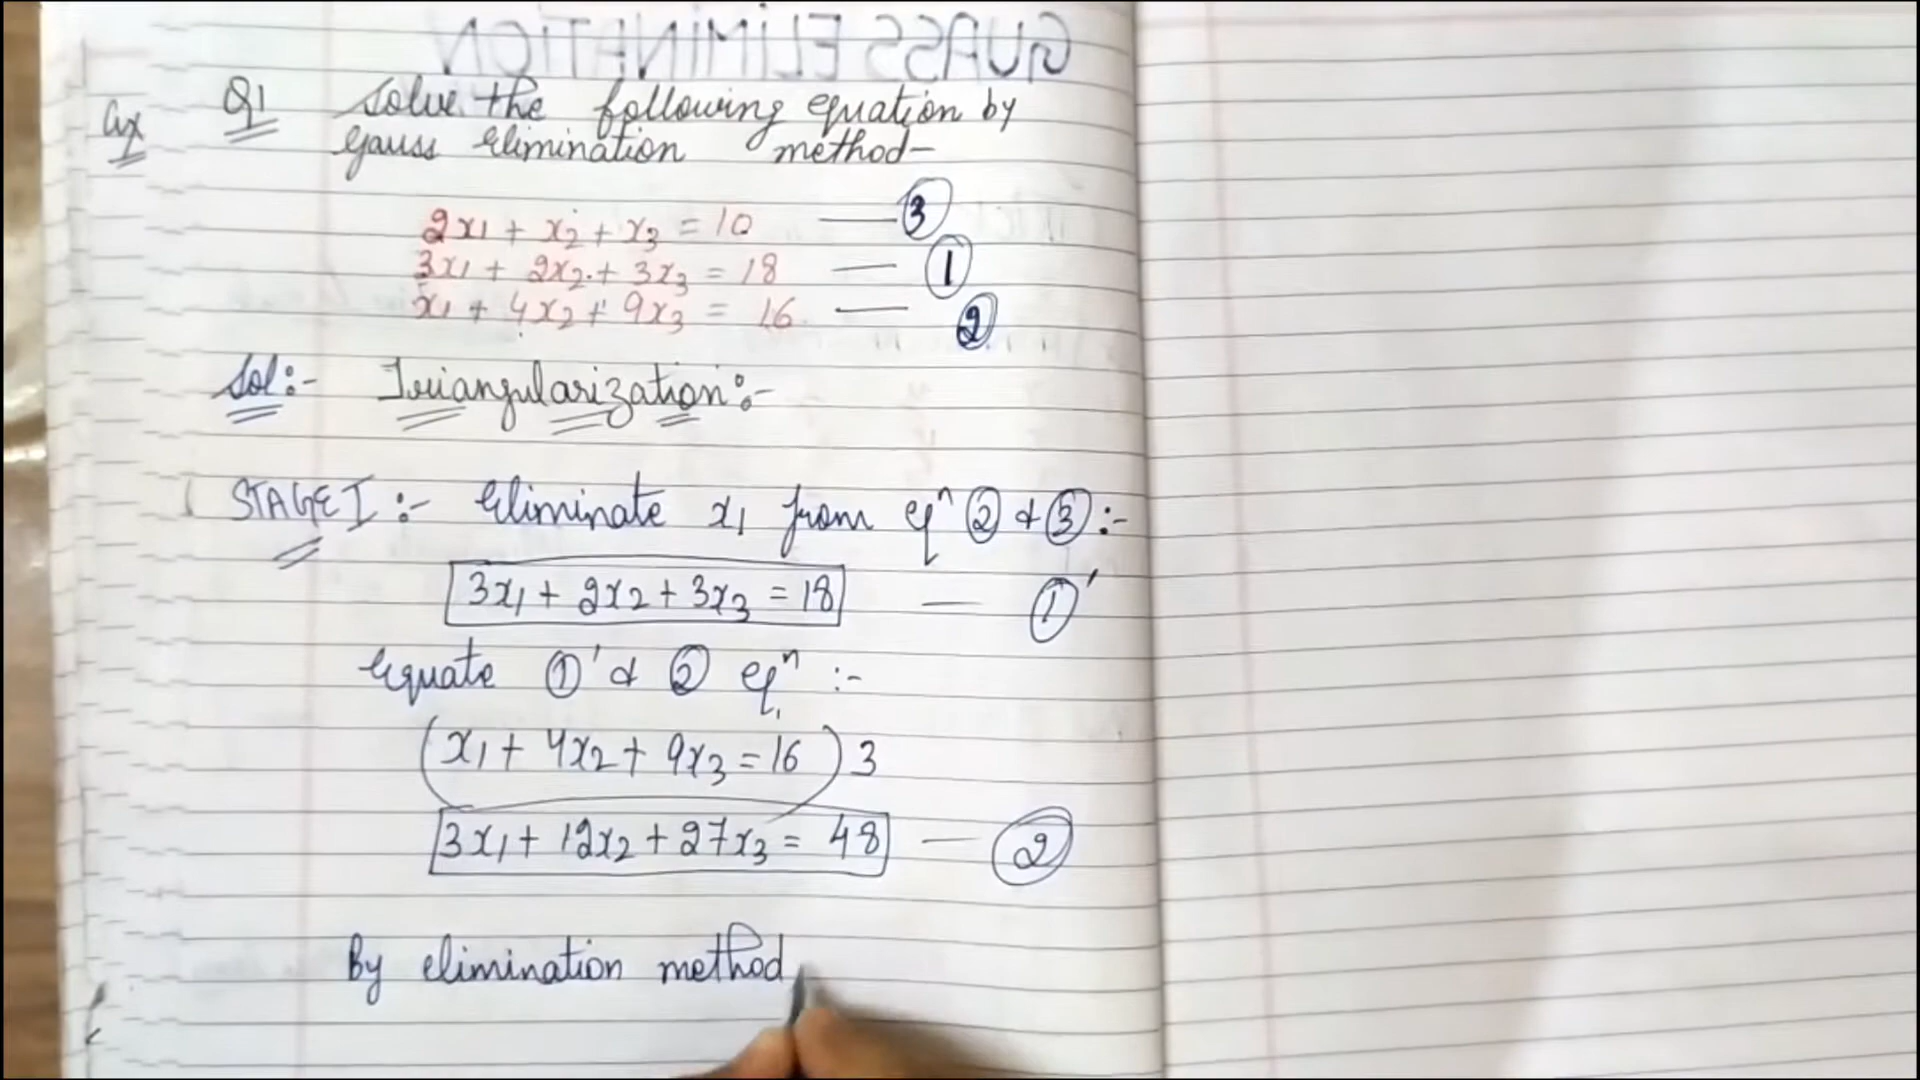 GUASS ELIMINATION
Q1 Solve the following equation by
Gauss Elimination method-
2x₁ + x₂ + x₃ = 10 — ③
3x₁ + 2x₂ + 3x₃ = 18 — ①
x₁ + 4x₂ + 9x₃ = 16 — ②
Sol:- Triangularization:-
STAGE I :- Eliminate x₁ from eqⁿ ② & ③ :-
3x₁ + 2x₂ + 3x₃ = 18 — ①'
Equate ①' & ② eqⁿ :-
(x₁ + 4x₂ + 9x₃ = 16) 3
3x₁ + 12x₂ + 27x₃ = 48 — ②
By elimination method